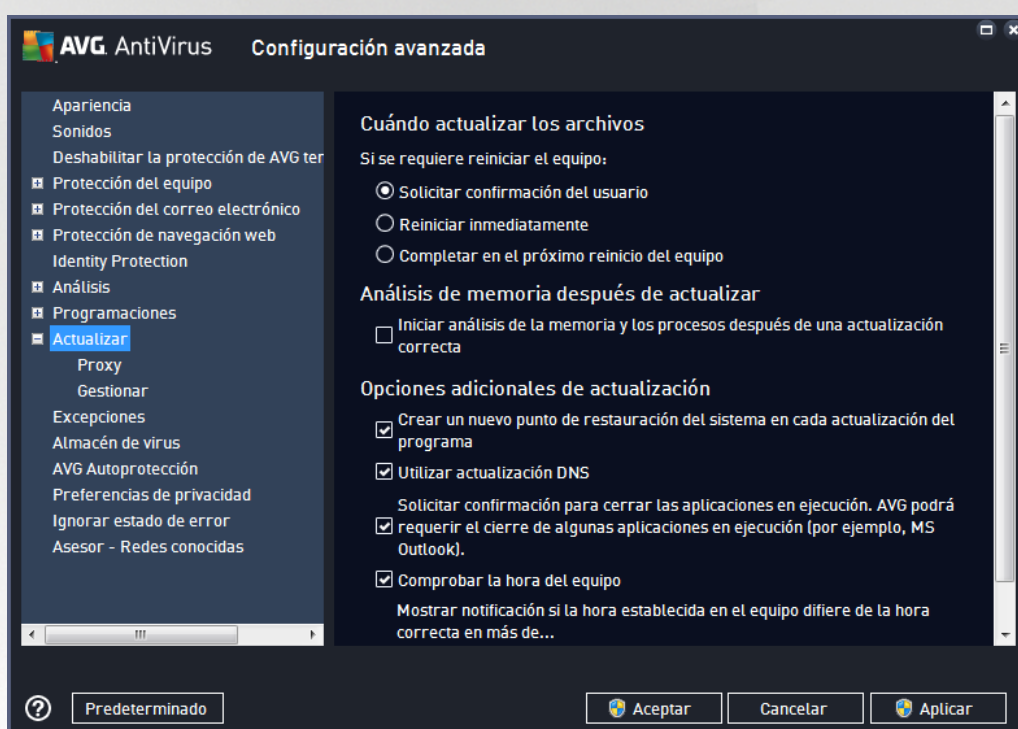 AVG. AntiVirus Configuración avanzada
Apariencia
Sonidos
Deshabilitar la protección de AVG ter
Protección del equipo
Protección del correo electrónico
Protección de navegación web
Identity Protection
Análisis
Programaciones
Actualizar
Proxy
Gestionar
Excepciones
Almacén de virus
AVG Autoprotección
Preferencias de privacidad
Ignorar estado de error
Asesor - Redes conocidas
Cuándo actualizar los archivos
Si se requiere reiniciar el equipo:
Solicitar confirmación del usuario
Reiniciar inmediatamente
Completar en el próximo reinicio del equipo
Análisis de memoria después de actualizar
Iniciar análisis de la memoria y los procesos después de una actualización
correcta
Opciones adicionales de actualización
Crear un nuevo punto de restauración del sistema en cada actualización del
programa
Utilizar actualización DNS
Solicitar confirmación para cerrar las aplicaciones en ejecución. AVG podrá
requerir el cierre de algunas aplicaciones en ejecución (por ejemplo, MS
Outlook).
Comprobar la hora del equipo
Mostrar notificación si la hora establecida en el equipo difiere de la hora
correcta en más de...
? Predeterminado Aceptar Cancelar Aplicar